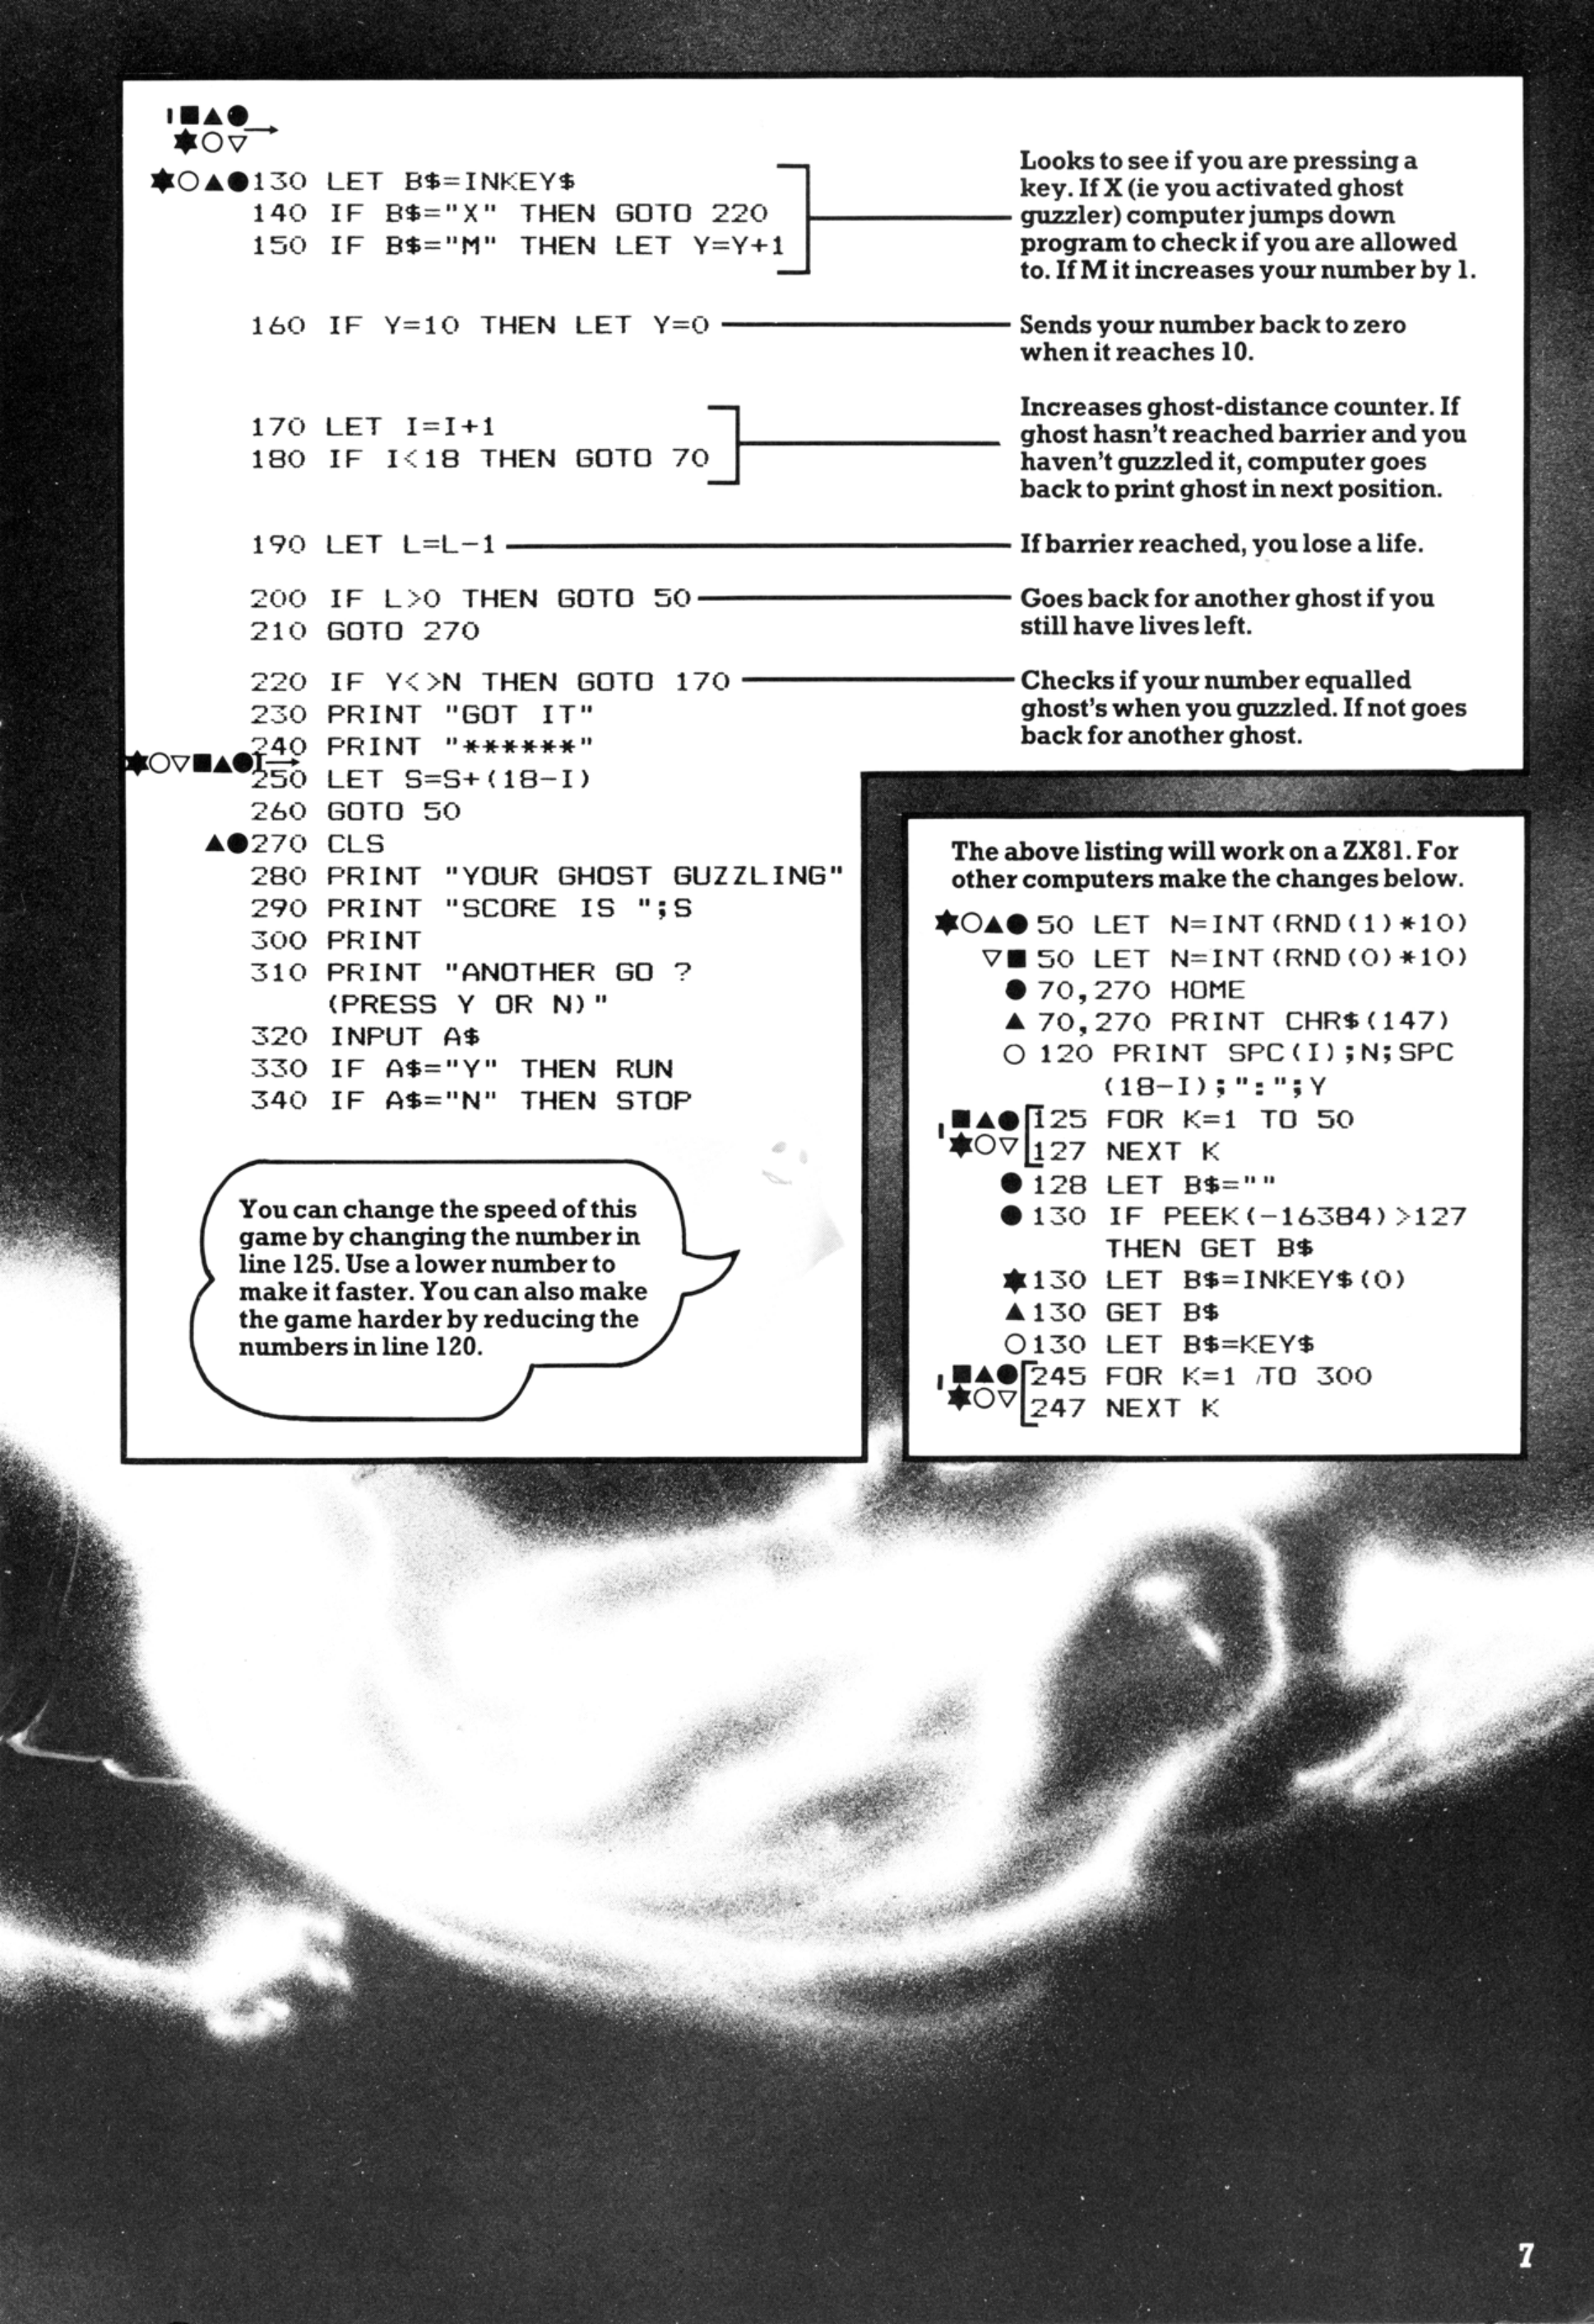 I■▲●
★○▽→
★○▲●130 LET B$=INKEY$
140 IF B$="X" THEN GOTO 220
150 IF B$="M" THEN LET Y=Y+1
Looks to see if you are pressing a
key. If X (ie you activated ghost
guzzler) computer jumps down
program to check if you are allowed
to. If M it increases your number by 1.
160 IF Y=10 THEN LET Y=0
Sends your number back to zero
when it reaches 10.
170 LET I=I+1
180 IF I<18 THEN GOTO 70
Increases ghost-distance counter. If
ghost hasn't reached barrier and you
haven't guzzled it, computer goes
back to print ghost in next position.
190 LET L=L-1
If barrier reached, you lose a life.
200 IF L>0 THEN GOTO 50
210 GOTO 270
Goes back for another ghost if you
still have lives left.
220 IF Y<>N THEN GOTO 170
230 PRINT "GOT IT"
240 PRINT "******"
Checks if your number equalled
ghost's when you guzzled. If not goes
back for another ghost.
★○▽■▲●I→
250 LET S=S+(18-I)
260 GOTO 50
▲●270 CLS
280 PRINT "YOUR GHOST GUZZLING"
290 PRINT "SCORE IS ";S
300 PRINT
310 PRINT "ANOTHER GO ?
(PRESS Y OR N)"
320 INPUT A$
330 IF A$="Y" THEN RUN
340 IF A$="N" THEN STOP
You can change the speed of this
game by changing the number in
line 125. Use a lower number to
make it faster. You can also make
the game harder by reducing the
numbers in line 120.
The above listing will work on a ZX81. For
other computers make the changes below.
★○▲● 50 LET N=INT(RND(1)*10)
▽■ 50 LET N=INT(RND(0)*10)
● 70,270 HOME
▲ 70,270 PRINT CHR$(147)
○ 120 PRINT SPC(I);N;SPC
(18-I);":";Y
I■▲● 125 FOR K=1 TO 50
★○▽ 127 NEXT K
● 128 LET B$=""
● 130 IF PEEK(-16384)>127
THEN GET B$
★130 LET B$=INKEY$(0)
▲130 GET B$
○130 LET B$=KEY$
I■▲● 245 FOR K=1 TO 300
★○▽ 247 NEXT K
7